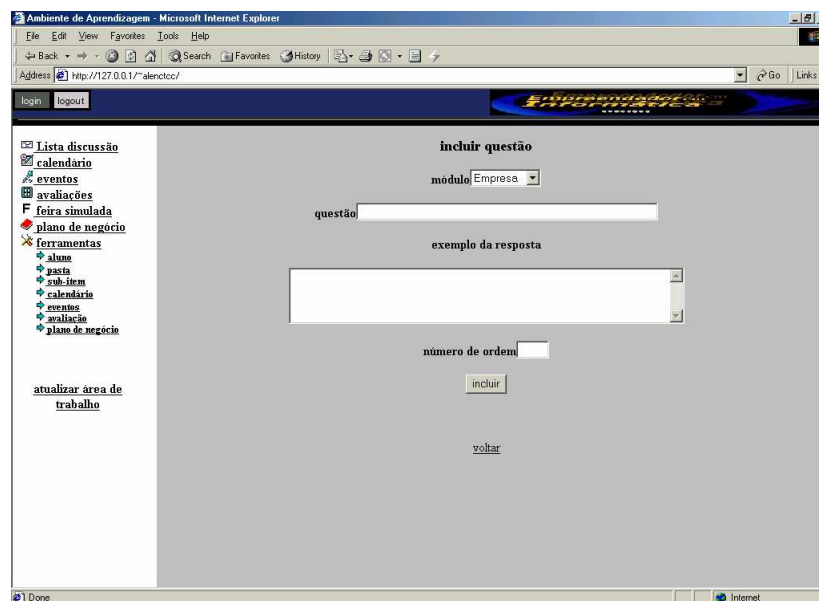 Ambiente de Aprendizagem - Microsoft Internet Explorer
File Edit View Favorites Tools Help
Back Search Favorites History
Address http://127.0.0.1/~alenctcc/ Go Links
login logout
Empreendedor
Informática
Lista discussão
calendário
eventos
avaliações
F feira simulada
plano de negócio
ferramentas
aluno
pasta
sub-item
calendário
eventos
avaliação
plano de negócio
atualizar área de
trabalho
incluir questão
módulo Empresa
questão
exemplo da resposta
número de ordem
incluir
voltar
Done Internet